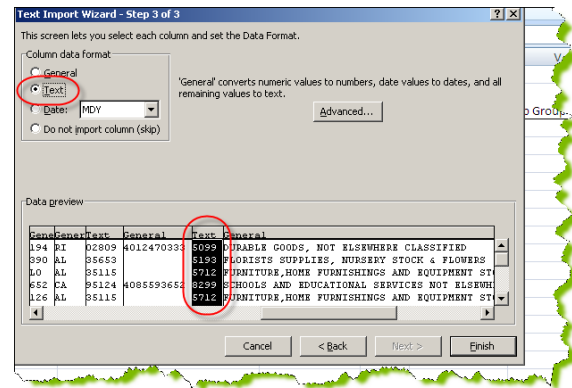 Text Import Wizard - Step 3 of 3
This screen lets you select each column and set the Data Format.
Column data format
General
Text
Date: MDY
Do not import column (skip)
'General' converts numeric values to numbers, date values to dates, and all
remaining values to text.
Advanced...
Data preview
GeneGenerText General Text General
194 RI 02809 4012470333 5099 DURABLE GOODS, NOT ELSEWHERE CLASSIFIED
390 AL 35653 5193 FLORISTS SUPPLIES, NURSERY STOCK & FLOWERS
LO AL 35115 5712 FURNITURE,HOME FURNISHINGS AND EQUIPMENT ST
652 CA 95124 4085593652 8299 SCHOOLS AND EDUCATIONAL SERVICES NOT ELSEWH
126 AL 35115 5712 FURNITURE,HOME FURNISHINGS AND EQUIPMENT ST
Cancel < Back Next > Finish
V
Group